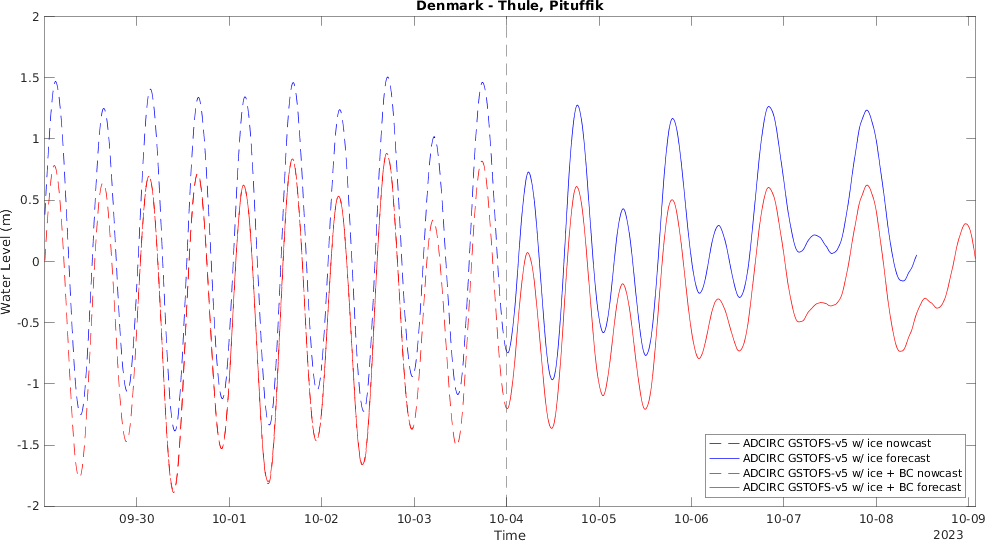 Denmark - Thule, Pituffik
2
1.5
1
0.5
0
-0.5
-1
-1.5
-2
Water Level (m)
ADCIRC GSTOFS-v5 w/ ice nowcast
ADCIRC GSTOFS-v5 w/ ice forecast
ADCIRC GSTOFS-v5 w/ ice + BC nowcast
ADCIRC GSTOFS-v5 w/ ice + BC forecast
09-30 10-01 10-02 10-03 10-04 10-05 10-06 10-07 10-08 10-09
Time
2023